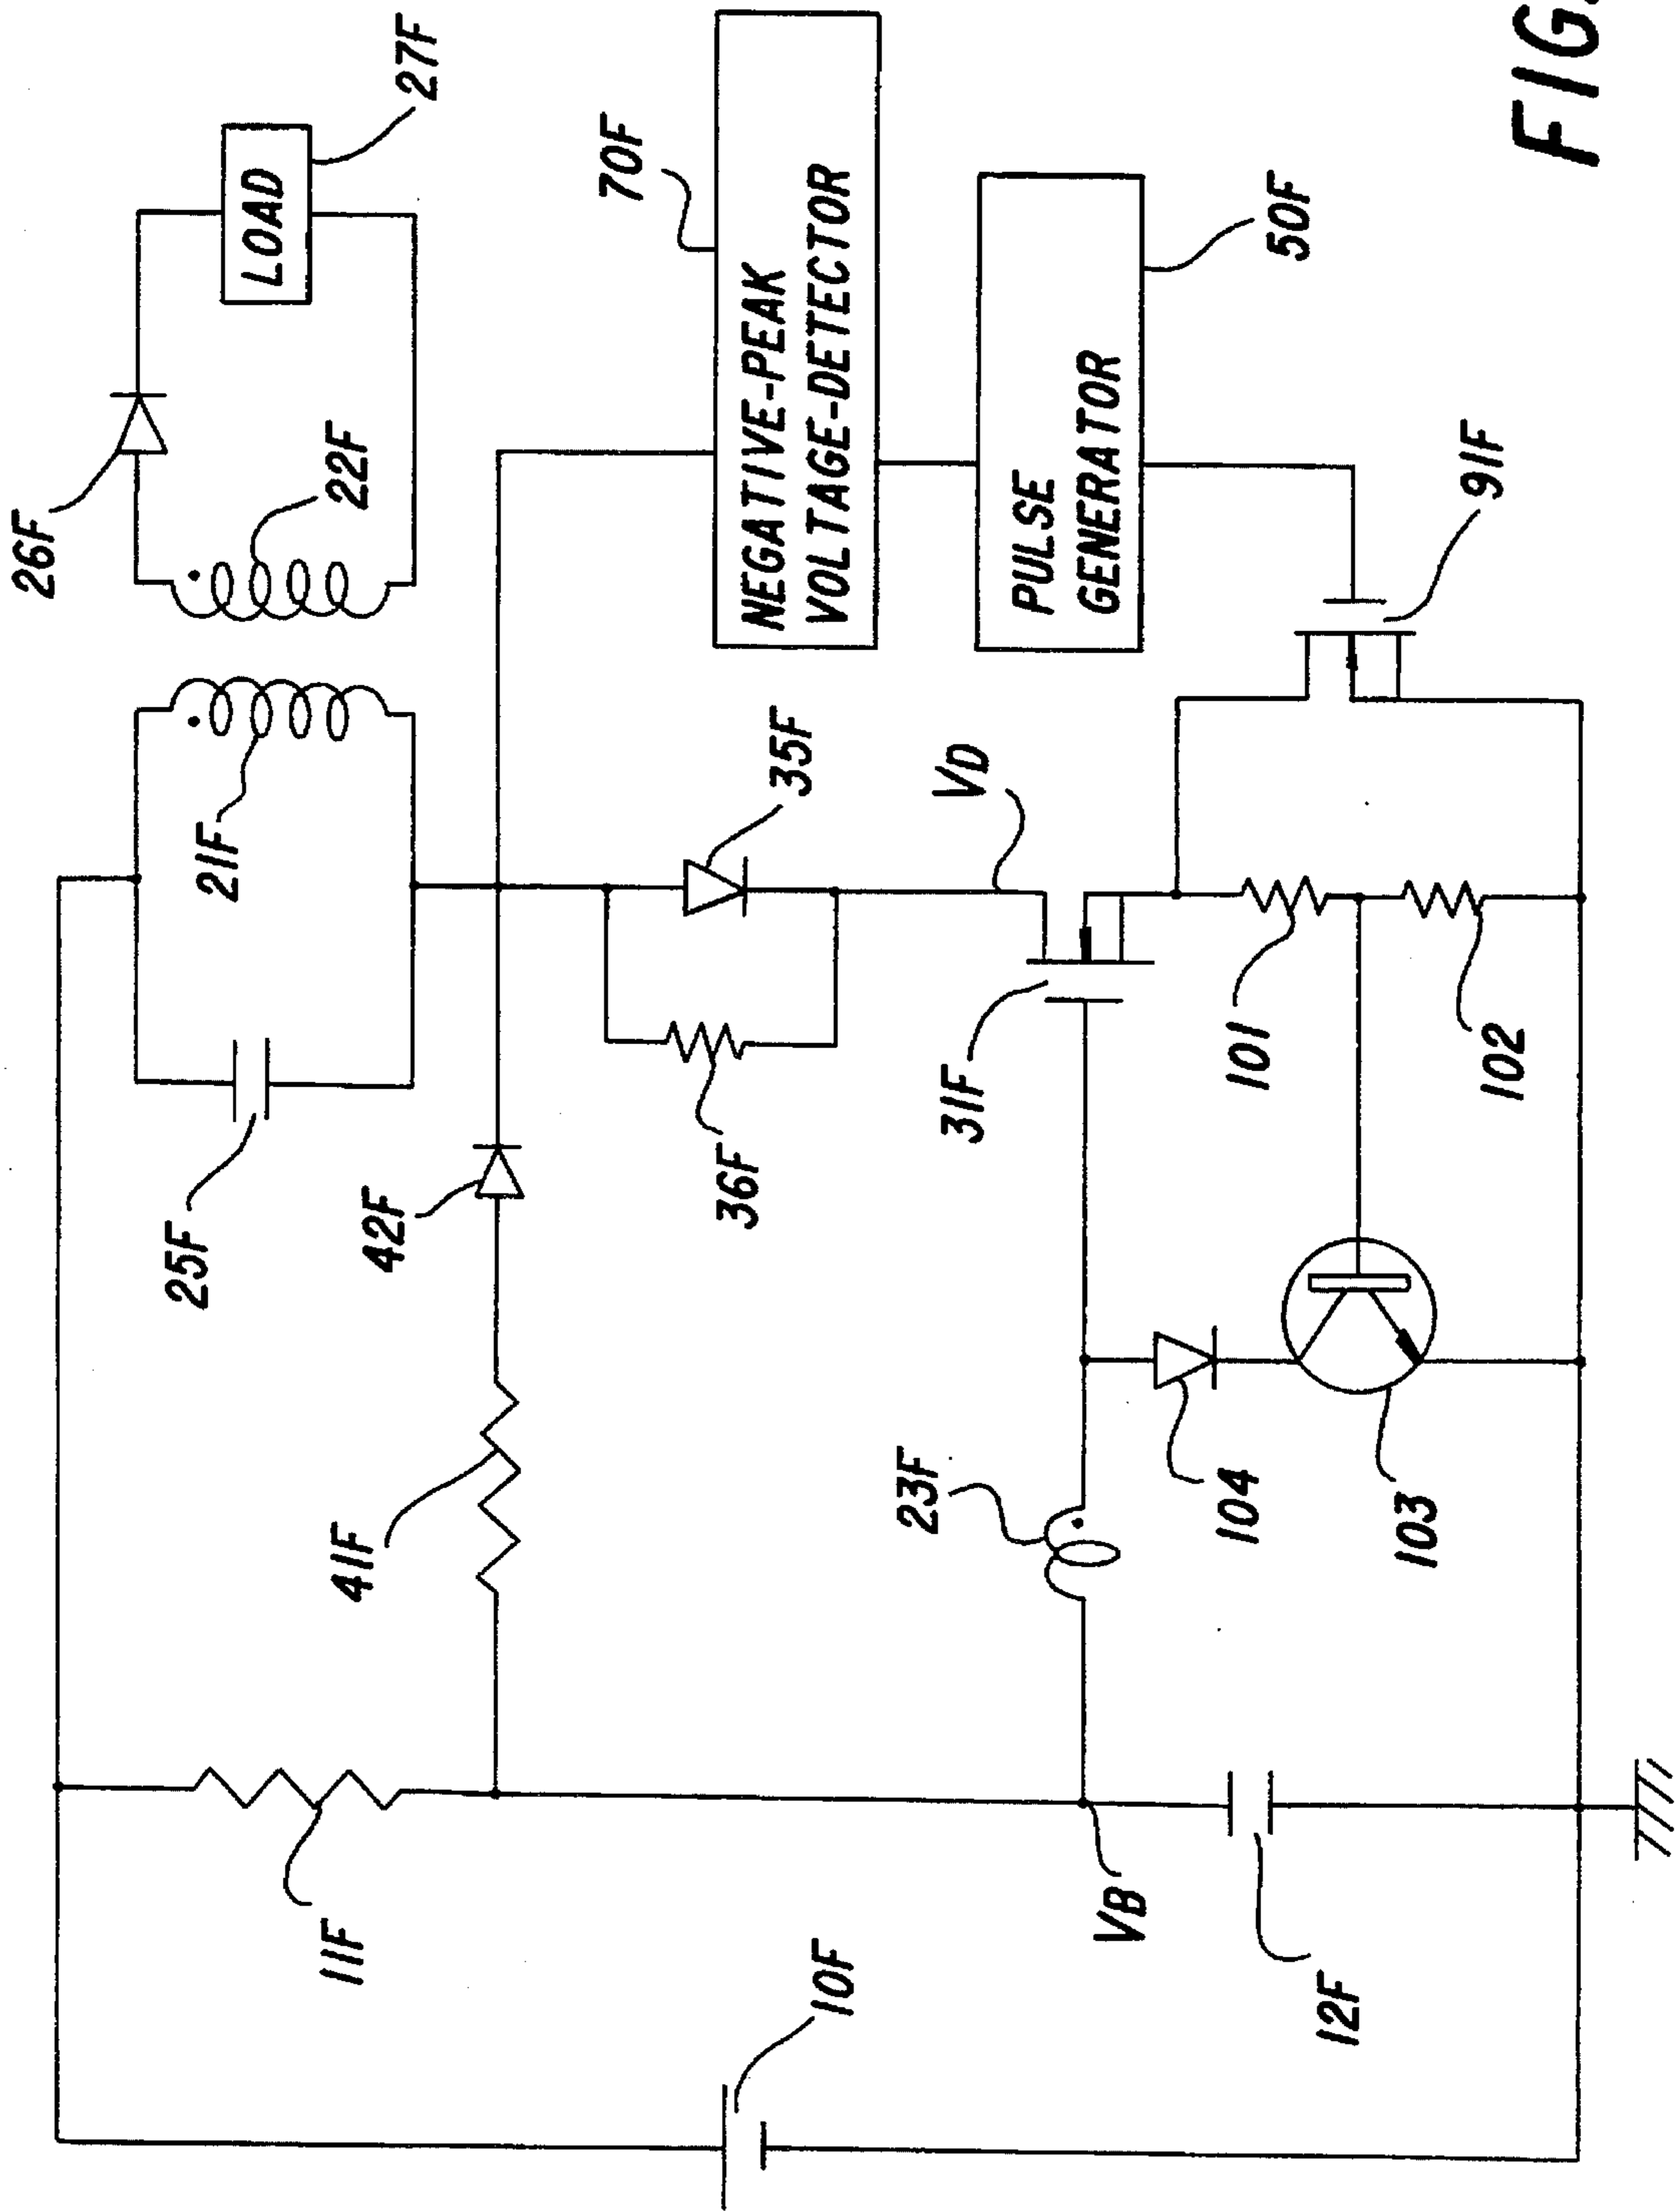 26F
27F
LOAD
22F
21F
25F
42F
41F
11F
70F
NEGATIVE-PEAK
VOLTAGE-DETECTOR
35F
36F
VD
10F
PULSE
GENERATOR
50F
31F
23F
VB
101
91F
104
102
103
12F
FIG.